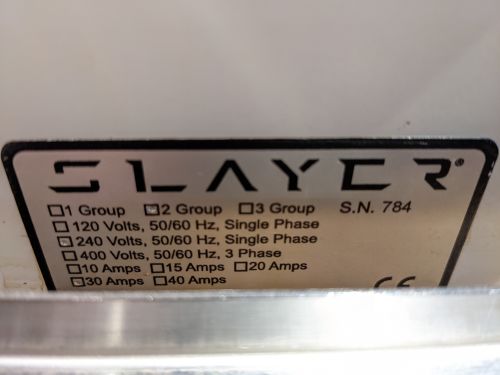 SLAYER®
☐1 Group ☑2 Group ☐3 Group S.N. 784
☐120 Volts, 50/60 Hz, Single Phase
☑240 Volts, 50/60 Hz, Single Phase
☐400 Volts, 50/60 Hz, 3 Phase
☐10 Amps ☐15 Amps ☐20 Amps
☑30 Amps ☐40 Amps CE